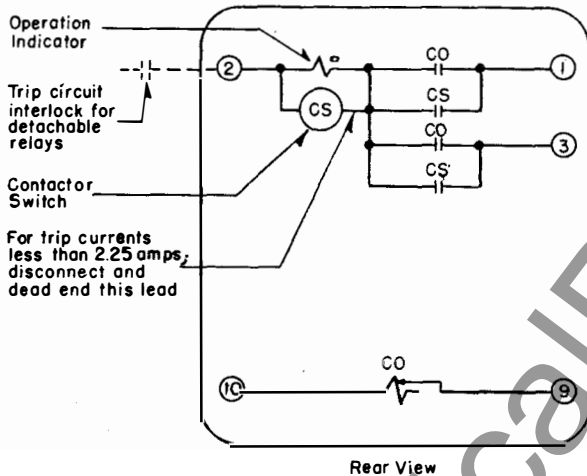 Operation
Indicator
Trip circuit
interlock for
detachable
relays
Contactor
Switch
For trip currents
less than 2.25 amps,
disconnect and
dead end this lead
2
CO
1
CS
CS
CO
3
CS
CO
10
9
Rear View